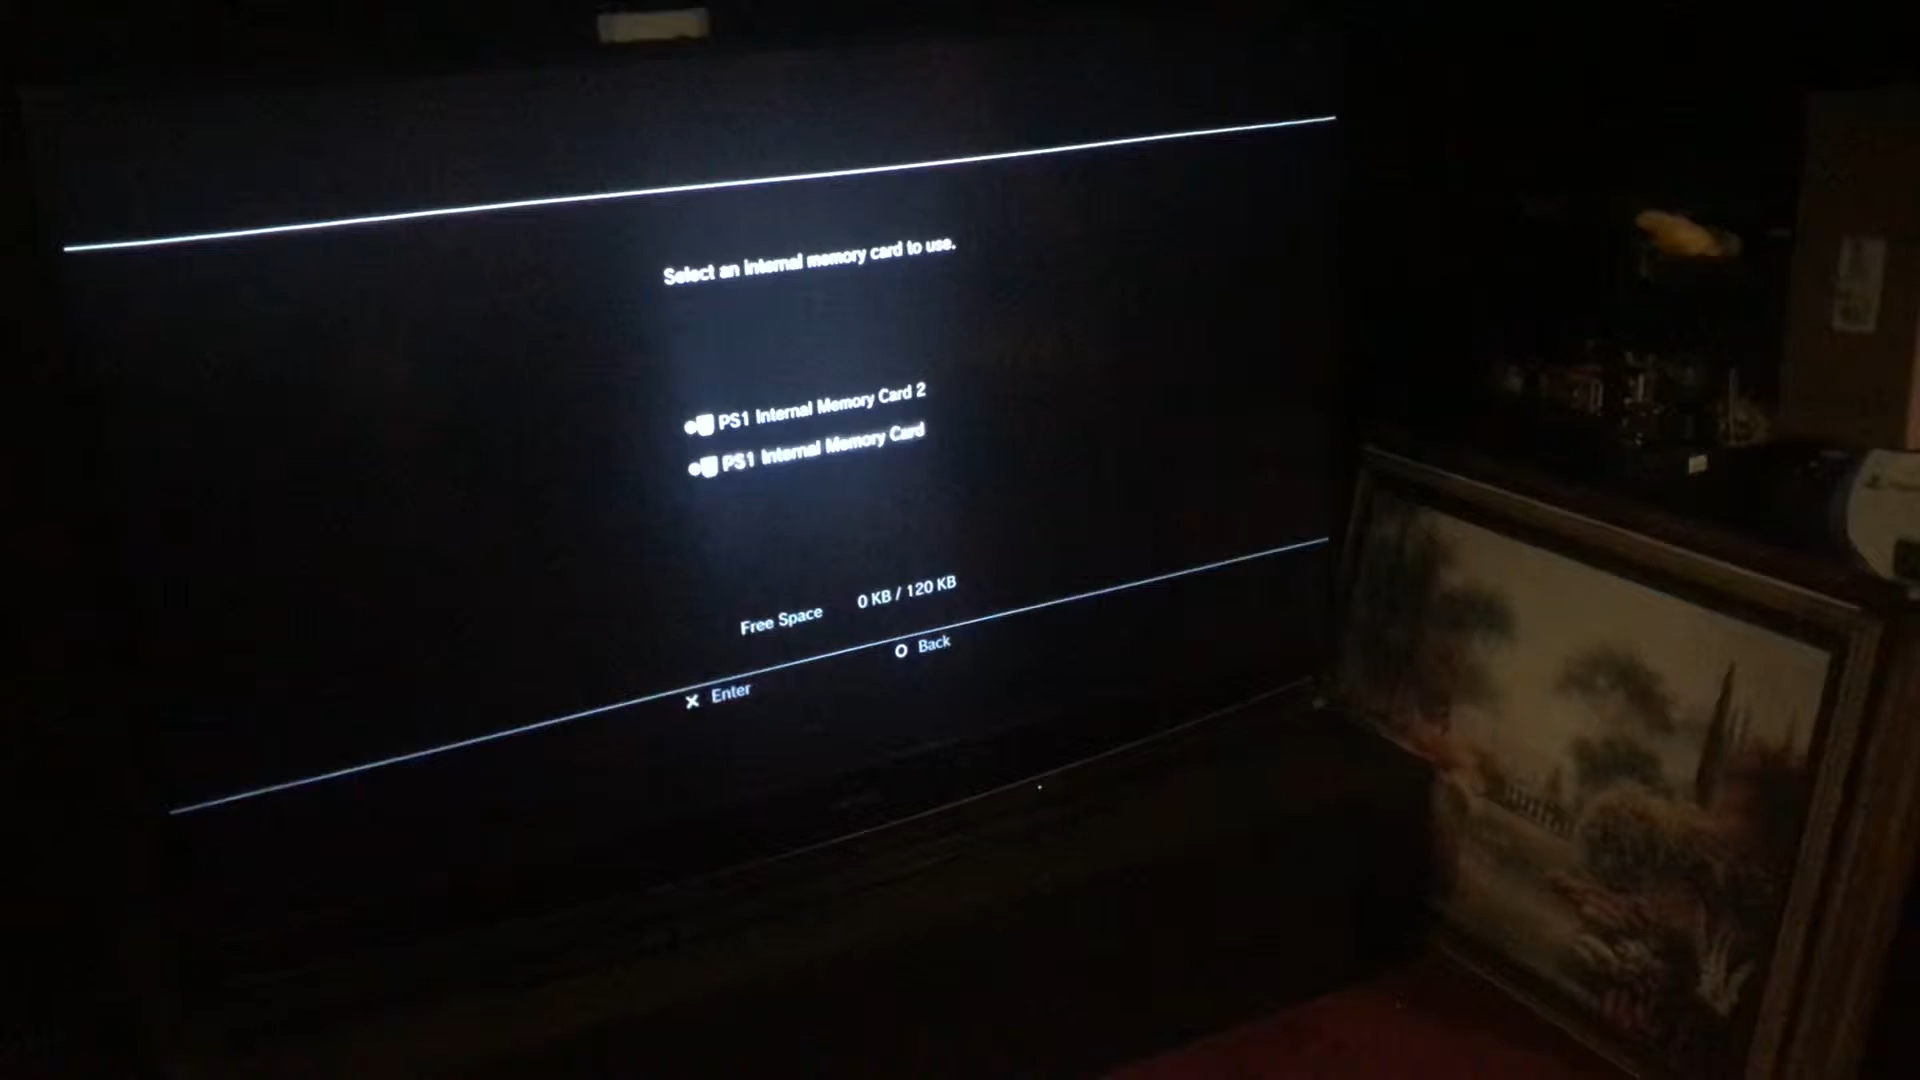 Select an internal memory card to use.
PS1 Internal Memory Card 2
PS1 Internal Memory Card
Free Space 0 KB / 120 KB
X Enter O Back